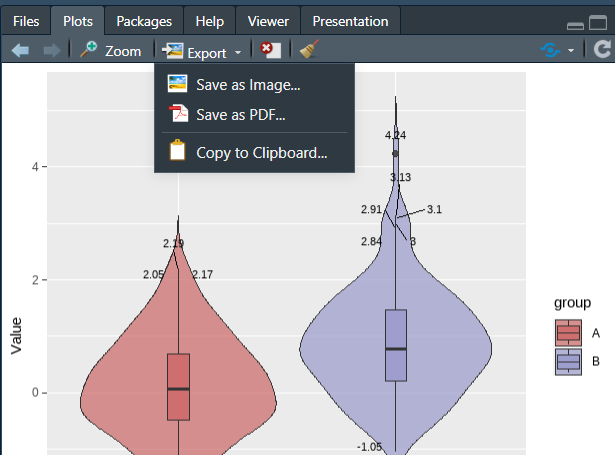 Files Plots Packages Help Viewer Presentation
Zoom Export
Save as Image...
Save as PDF...
Copy to Clipboard...
4.24
4
3.13
2.91 3.1
2.19 2.84 3
2.05 2.17
2
group
Value
A
B
0
-1.05